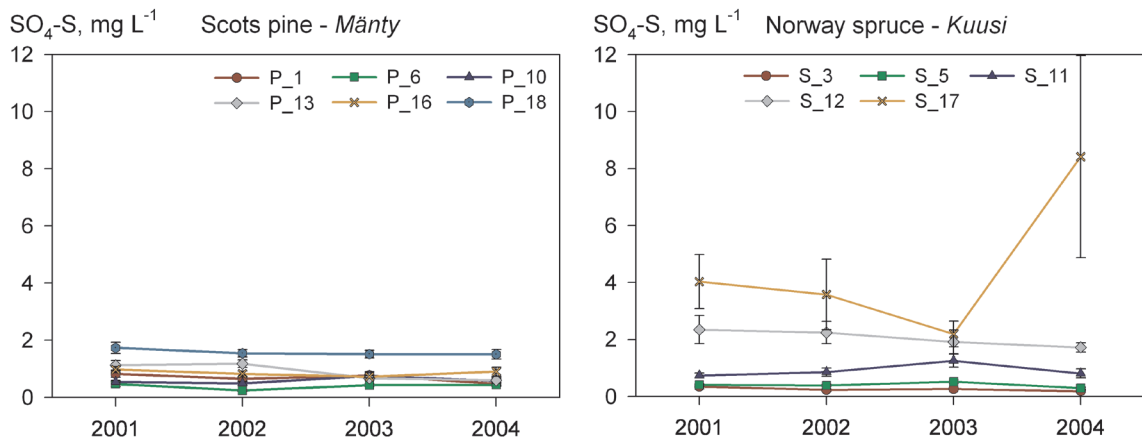 SO₄-S, mg L⁻¹ Scots pine - Mänty
12
10
8
6
4
2
0
P_1 P_6 P_10
P_13 P_16 P_18
2001 2002 2003 2004
SO₄-S, mg L⁻¹ Norway spruce - Kuusi
12
10
8
6
4
2
0
S_3 S_5 S_11
S_12 S_17
2001 2002 2003 2004